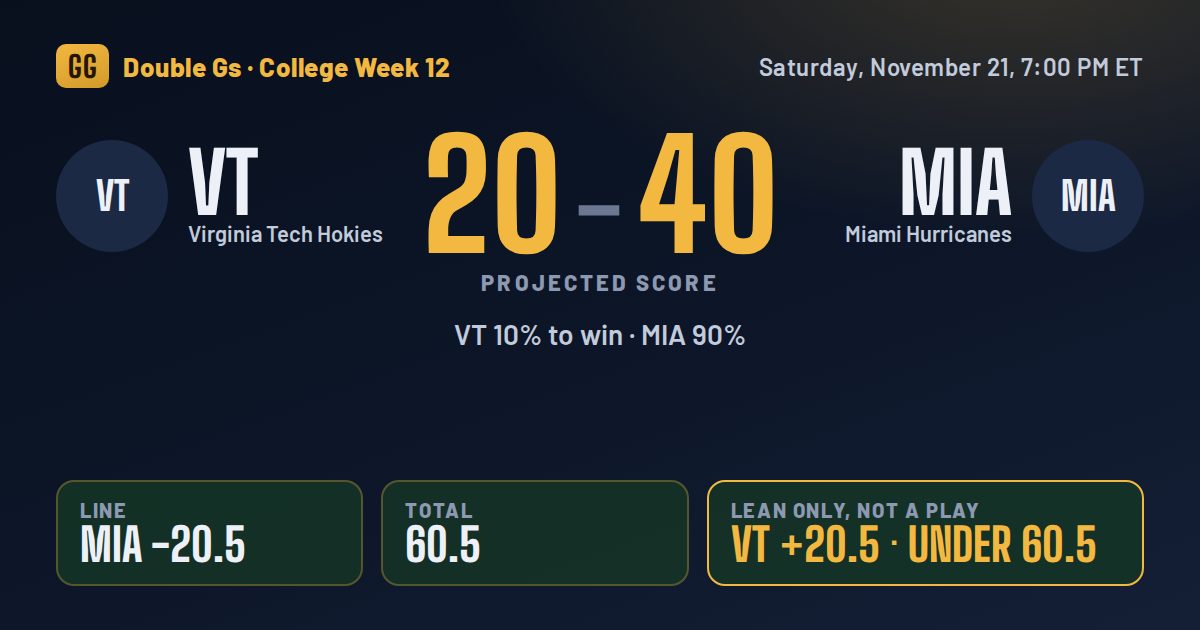 GG Double Gs · College Week 12
Saturday, November 21, 7:00 PM ET
VT
VT
Virginia Tech Hokies
20 – 40
PROJECTED SCORE
VT 10% to win · MIA 90%
MIA
Miami Hurricanes
MIA
LINE
MIA −20.5
TOTAL
60.5
LEAN ONLY, NOT A PLAY
VT +20.5 · UNDER 60.5